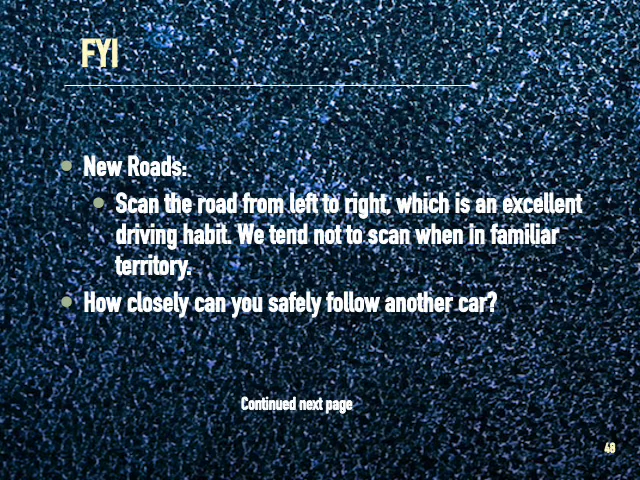 FYI
New Roads:
Scan the road from left to right, which is an excellent
driving habit. We tend not to scan when in familiar
territory.
How closely can you safely follow another car?
Continued next page
48